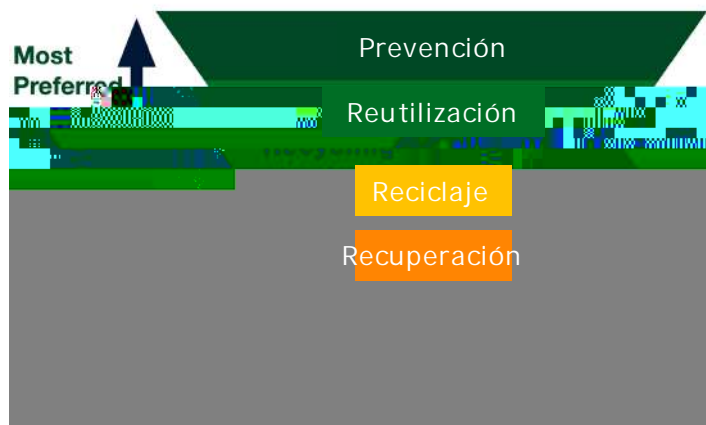 Most
Preferred
Prevención
Reutilización
Reciclaje
Recuperación